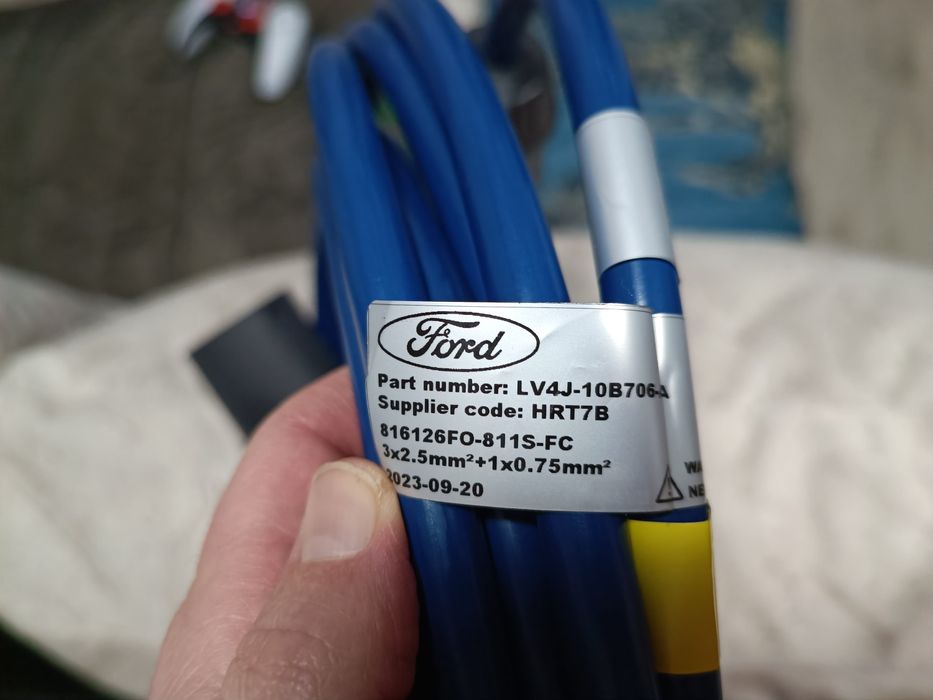 Ford
Part number: LV4J-10B706-A
Supplier code: HRT7B
816126FO-811S-FC
3x2.5mm²+1x0.75mm²
2023-09-20